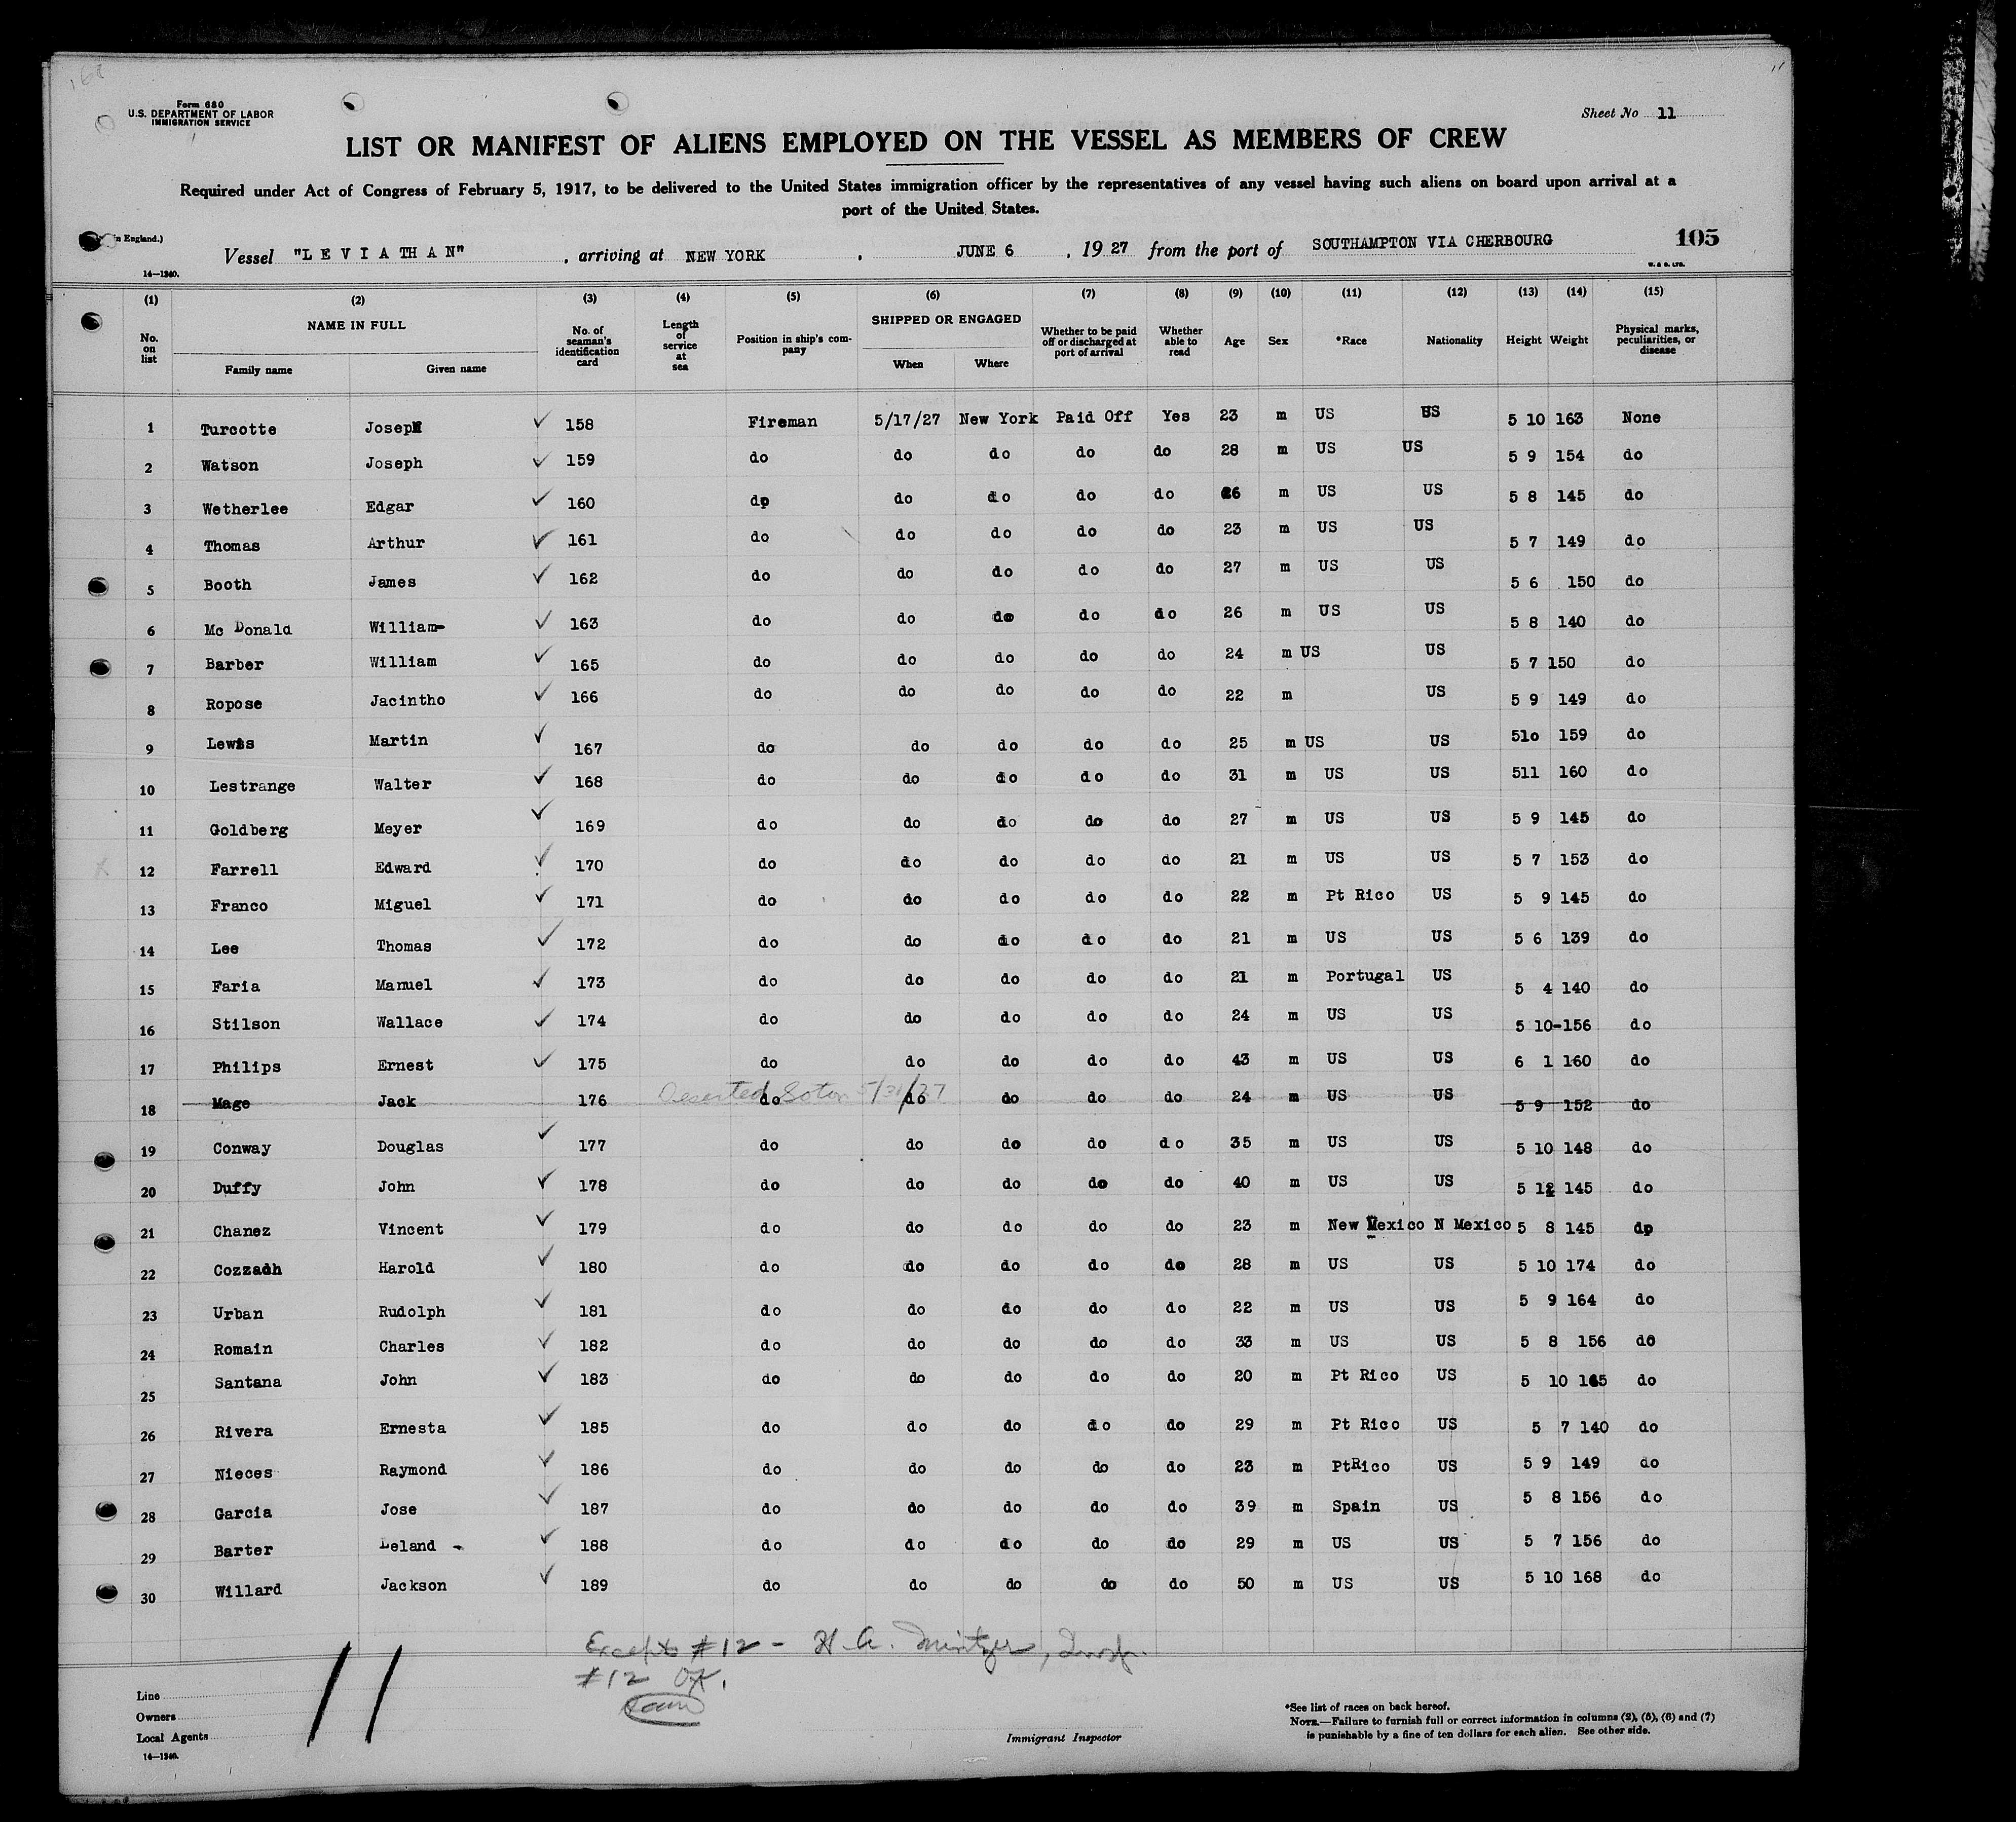 Form 680
U.S. DEPARTMENT OF LABOR
IMMIGRATION SERVICE
Sheet No 11
LIST OR MANIFEST OF ALIENS EMPLOYED ON THE VESSEL AS MEMBERS OF CREW
Required under Act of Congress of February 5, 1917, to be delivered to the United States immigration officer by the representatives of any vessel having such aliens on board upon arrival at a
port of the United States.
in England.)
Vessel "L E V I A TH A N", arriving at NEW YORK, JUNE 6, 19 27 from the port of SOUTHAMPTON VIA CHERBOURG 105
14—1240. W. & S. LTD.
(1) (2) (3) (4) (5) (6) (7) (8) (9) (10) (11) (12) (13) (14) (15)
No. on list NAME IN FULL Family name Given name No. of seaman's identification card Length of service at sea Position in ship's company SHIPPED OR ENGAGED When Where Whether to be paid off or discharged at port of arrival Whether able to read Age Sex *Race Nationality Height Weight Physical marks, peculiarities, or disease
1 Turcotte Joseph ✓ 158 Fireman 5/17/27 New York Paid Off Yes 23 m US US 5 10 163 None
2 Watson Joseph ✓ 159 do do do do do 28 m US US 5 9 154 do
3 Wetherlee Edgar ✓ 160 dp do do do do 26 m US US 5 8 145 do
4 Thomas Arthur ✓ 161 do do do do do 23 m US US 5 7 149 do
5 Booth James ✓ 162 do do do do do 27 m US US 5 6 150 do
6 Mc Donald William- ✓ 163 do do do do do 26 m US US 5 8 140 do
7 Barber William ✓ 165 do do do do do 24 m US US 5 7 150 do
8 Ropose Jacintho ✓ 166 do do do do do 22 m US 5 9 149 do
9 Lewis Martin ✓ 167 do do do do do 25 m US US 51o 159 do
10 Lestrange Walter ✓ 168 do do do do do 31 m US US 511 160 do
11 Goldberg Meyer ✓ 169 do do do do do 27 m US US 5 9 145 do
12 Farrell Edward ✓ 170 do do do do do 21 m US US 5 7 153 do
13 Franco Miguel ✓ 171 do do do do do 22 m Pt Rico US 5 9 145 do
14 Lee Thomas ✓ 172 do do do do do 21 m US US 5 6 139 do
15 Faria Manuel ✓ 173 do do do do do 21 m Portugal US 5 4 140 do
16 Stilson Wallace ✓ 174 do do do do do 24 m US US 5 10-156 do
17 Philips Ernest ✓ 175 do do do do do 43 m US US 6 1 160 do
18 Mage Jack 176 Deserted Soton 5/31/27 do do do do do 24 m US US 5 9 152 do
19 Conway Douglas ✓ 177 do do do do do 35 m US US 5 10 148 do
20 Duffy John ✓ 178 do do do do do 40 m US US 5 145 do
21 Chanez Vincent ✓ 179 do do do do do 23 m New Mexico N Mexico 5 8 145 dp
22 Harold ✓ 180 do do do do do 28 m US US 5 10 174 do
23 Urban Rudolph ✓ 181 do do do do do 22 m US US 5 9 164 do
24 Romain Charles ✓ 182 do do do do do 33 m US US 5 8 156 do
25 Santana John ✓ 183 do do do do do 20 m Pt Rico US 5 10 do
26 Rivera Ernesta ✓ 185 do do do do do 29 m Pt Rico US 5 7 140 do
27 Nieces Raymond ✓ 186 do do do do do 23 m PtRico US 5 9 149 do
28 Garcia Jose ✓ 187 do do do do do 39 m Spain US 5 8 156 do
29 Barter Leland - ✓ 188 do do do do do 29 m US US 5 7 156 do
30 Willard Jackson ✓ 189 do do do do do 50 m US US 5 10 168 do
Except #12 - H. A. Mintzer, Insp.
#12 OK.
11
Line
Owners
Local Agents
14—1240.
Immigrant Inspector
*See list of races on back hereof.
NOTE.—Failure to furnish full or correct information in columns (2), (5), (6) and (7)
is punishable by a fine of ten dollars for each alien. See other side.